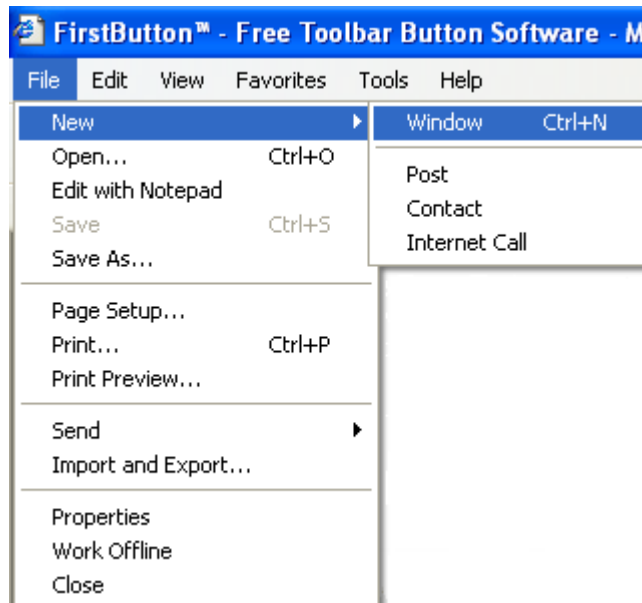 FirstButton™ - Free Toolbar Button Software - M
File Edit View Favorites Tools Help
New
Open... Ctrl+O
Edit with Notepad
Save Ctrl+S
Save As...
Page Setup...
Print... Ctrl+P
Print Preview...
Send
Import and Export...
Properties
Work Offline
Close
Window Ctrl+N
Post
Contact
Internet Call